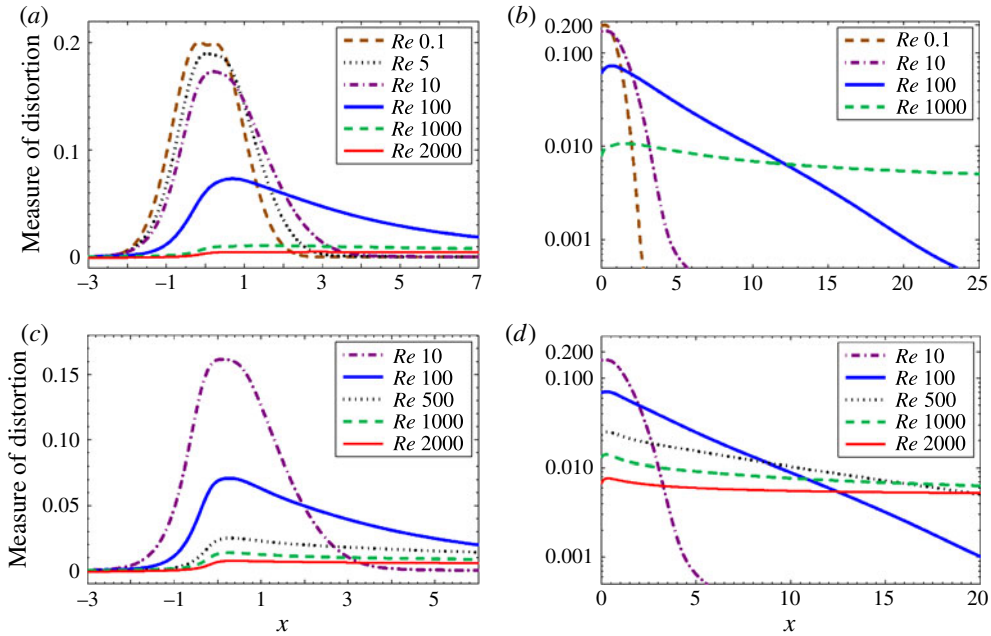 (a)
Measure of distortion
0.2
0.1
0
Re 0.1
Re 5
Re 10
Re 100
Re 1000
Re 2000
–3
–1
1
3
5
7
(b)
0.200
0.100
0.010
0.001
Re 0.1
Re 10
Re 100
Re 1000
0
5
10
15
20
25
(c)
Measure of distortion
0.15
0.10
0.05
0
Re 10
Re 100
Re 500
Re 1000
Re 2000
–3
–1
1
3
5
x
(d)
0.200
0.100
0.010
0.001
Re 10
Re 100
Re 500
Re 1000
Re 2000
0
5
10
15
20
x